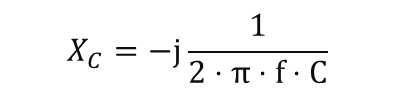 X_C = −j 1 / (2 · π · f · C)